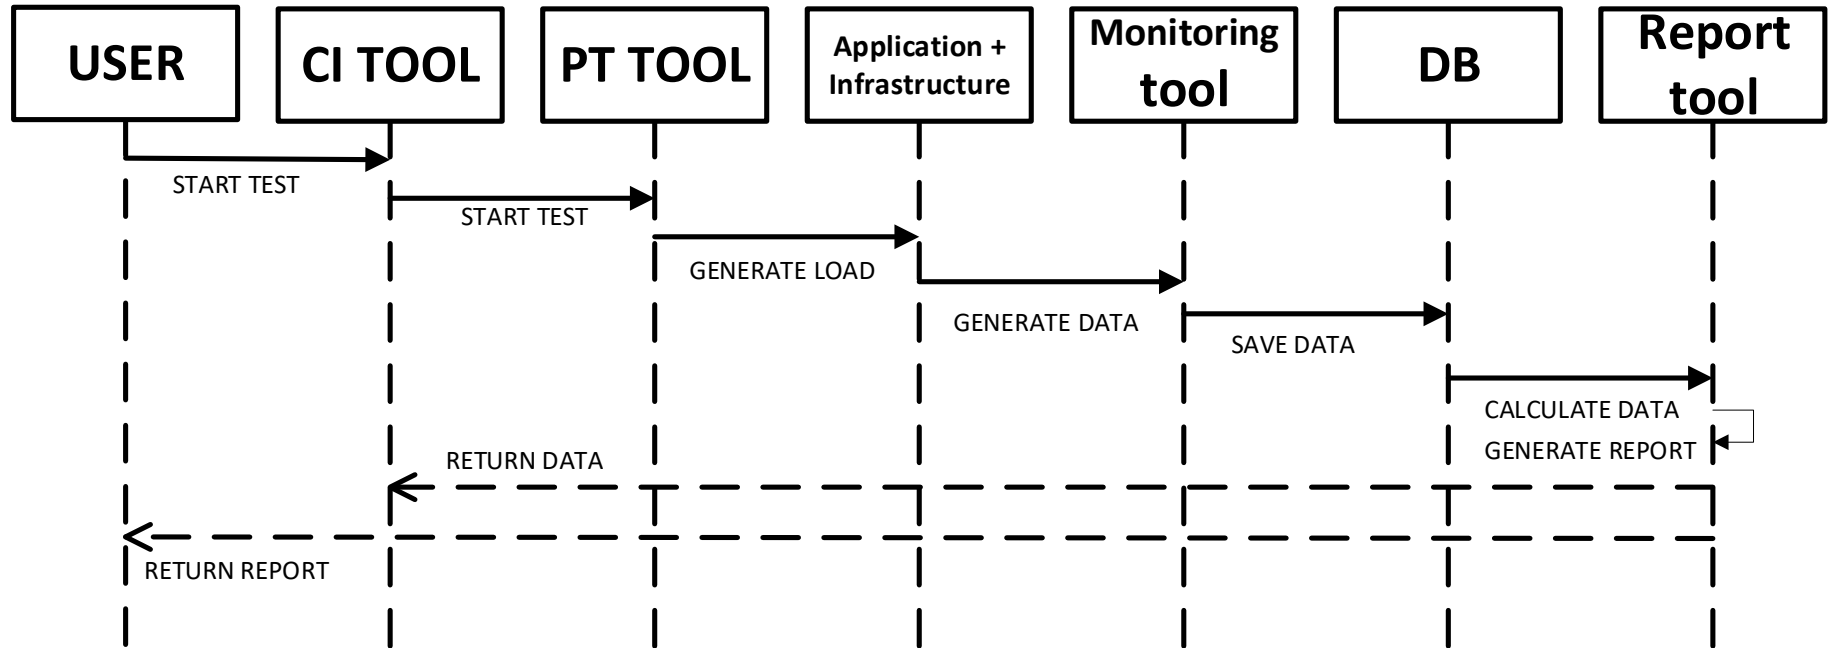 USER
CI TOOL
PT TOOL
Application +
Infrastructure
Monitoring
tool
DB
Report
tool
START TEST
START TEST
GENERATE LOAD
GENERATE DATA
SAVE DATA
CALCULATE DATA
GENERATE REPORT
RETURN DATA
RETURN REPORT